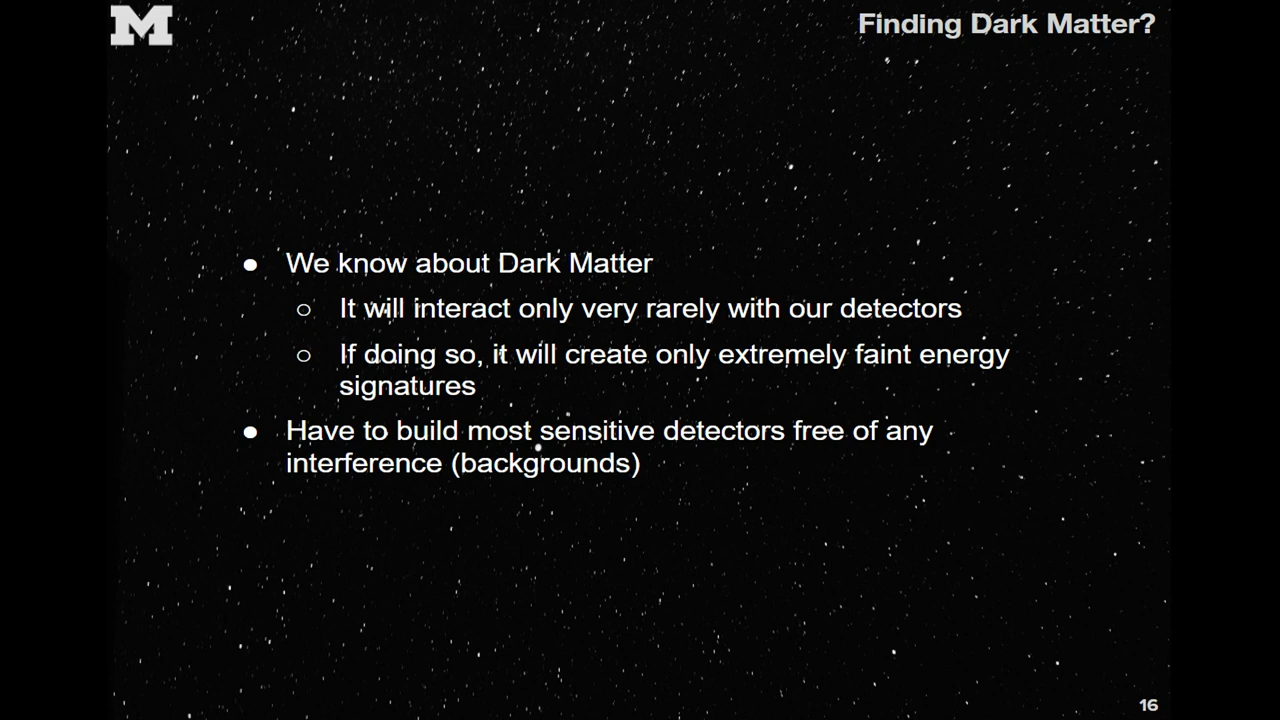 M
Finding Dark Matter?
● We know about Dark Matter
○ It will interact only very rarely with our detectors
○ If doing so, it will create only extremely faint energy
signatures
● Have to build most sensitive detectors free of any
interference (backgrounds)
16